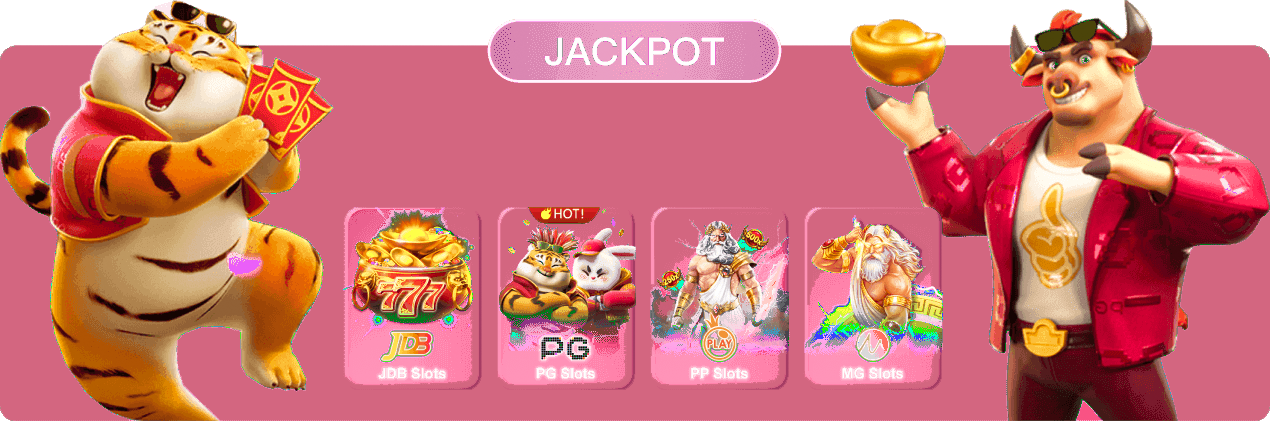 JACKPOT
HOT!
777
JDB
PG
PLAY
JDB Slots
PG Slots
PP Slots
MG Slots